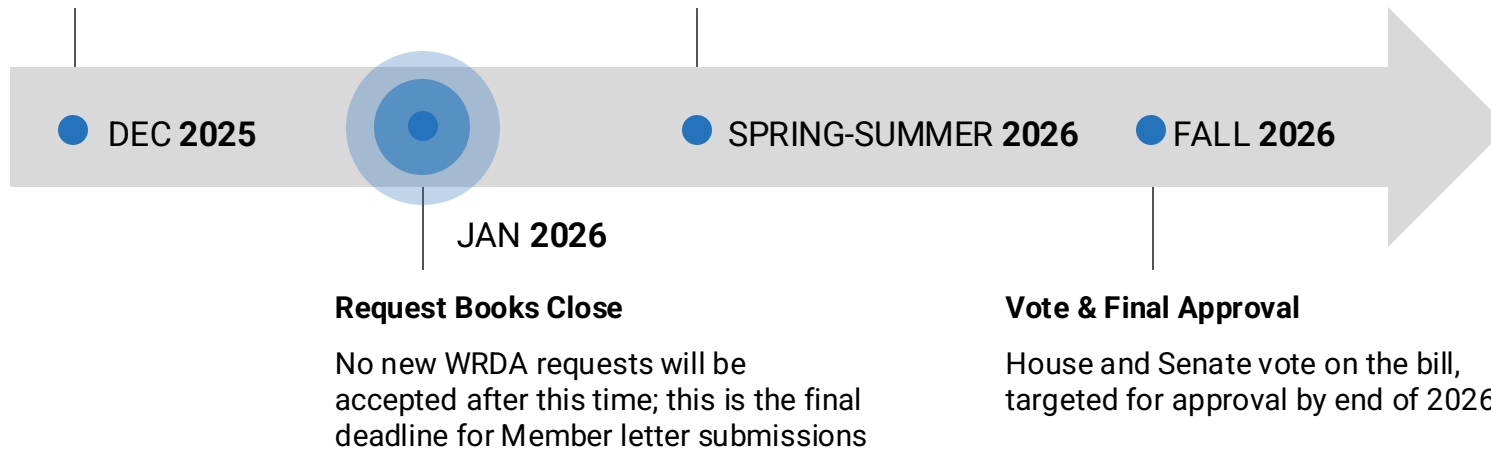 DEC 2025
SPRING-SUMMER 2026
FALL 2026
JAN 2026
Request Books Close
No new WRDA requests will be
accepted after this time; this is the final
deadline for Member letter submissions
Vote & Final Approval
House and Senate vote on the bill,
targeted for approval by end of 2026